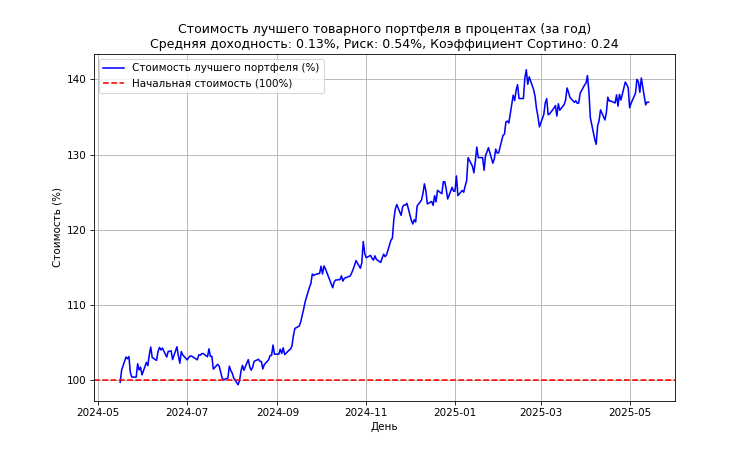 Стоимость лучшего товарного портфеля в процентах (за год)
Средняя доходность: 0.13%, Риск: 0.54%, Коэффициент Сортино: 0.24
Стоимость лучшего портфеля (%)
Начальная стоимость (100%)
Стоимость (%)
140
130
120
110
100
2024-05
2024-07
2024-09
2024-11
2025-01
2025-03
2025-05
День